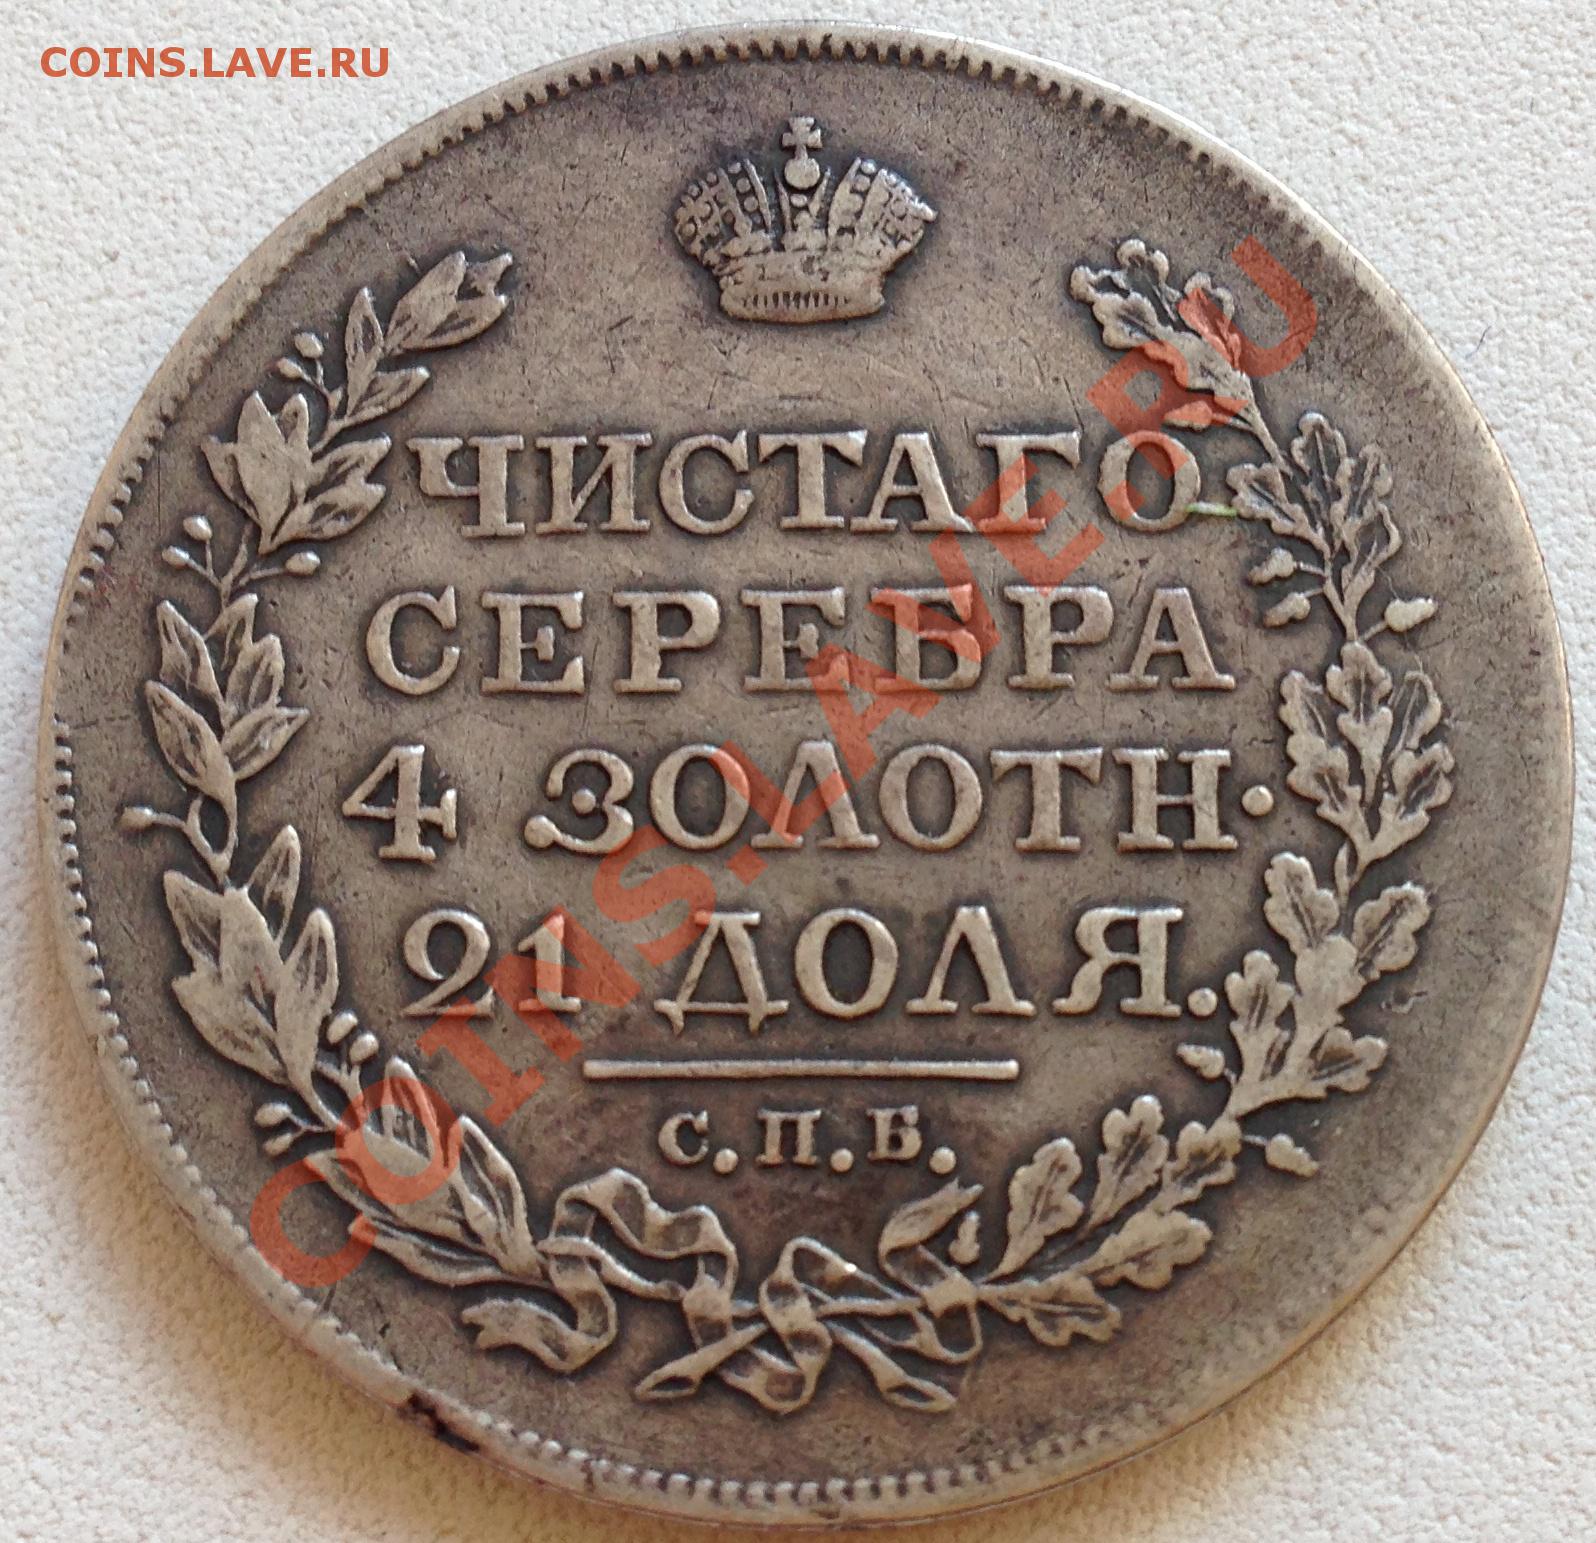 COINS.LAVE.RU
ЧИСТАГО
СЕРЕБРА
4 ЗОЛОТН·
21 ДОЛЯ.
С.П.Б.
COINS.LAVE.RU